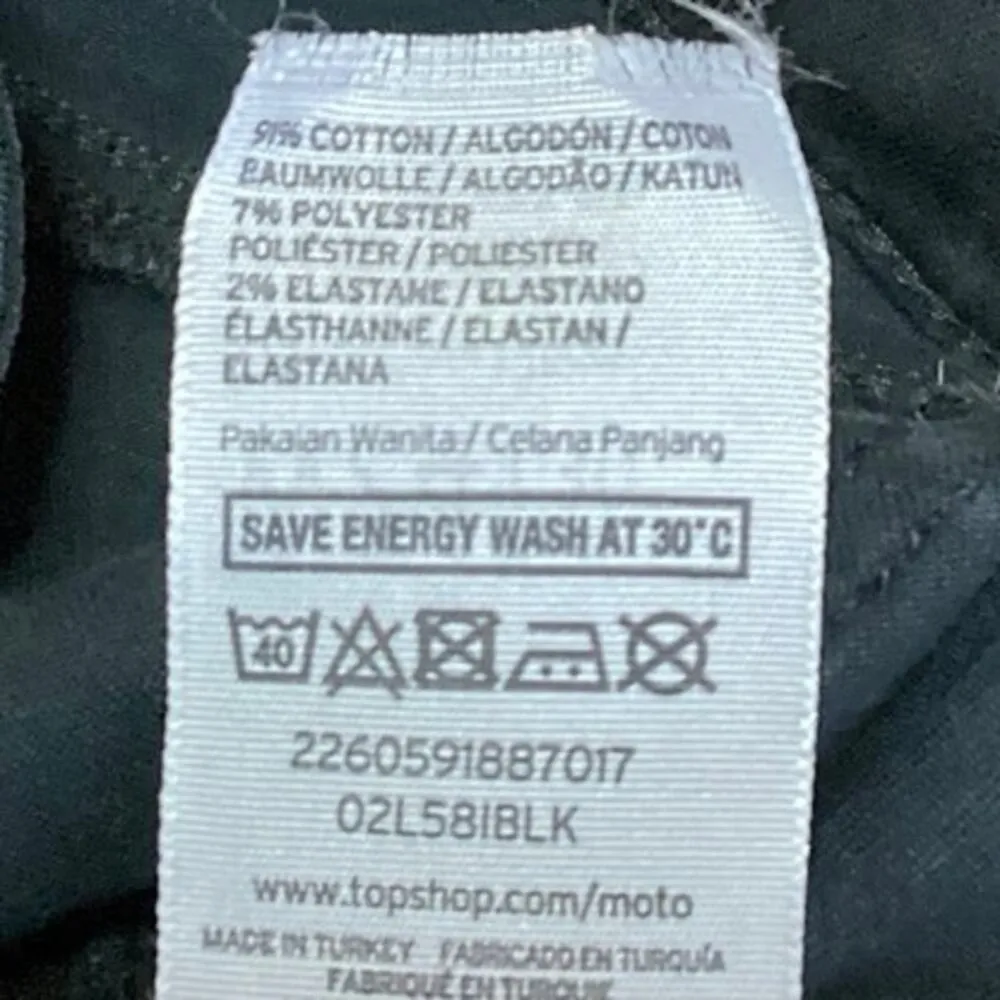 91% COTTON / ALGODÓN / COTON
BAUMWOLLE / ALGODÃO / KATUN
7% POLYESTER
POLIÉSTER / POLIESTER
2% ELASTANE / ELASTANO
ÉLASTHANNE / ELASTAN /
ELASTANA
Pakaian Wanita / Celana Panjang
SAVE ENERGY WASH AT 30°C
40
2260591887017
02L58IBLK
www.topshop.com/moto
MADE IN TURKEY FABRICADO EN TURQUÍA
FABRIQUÉ EN TURQUIE